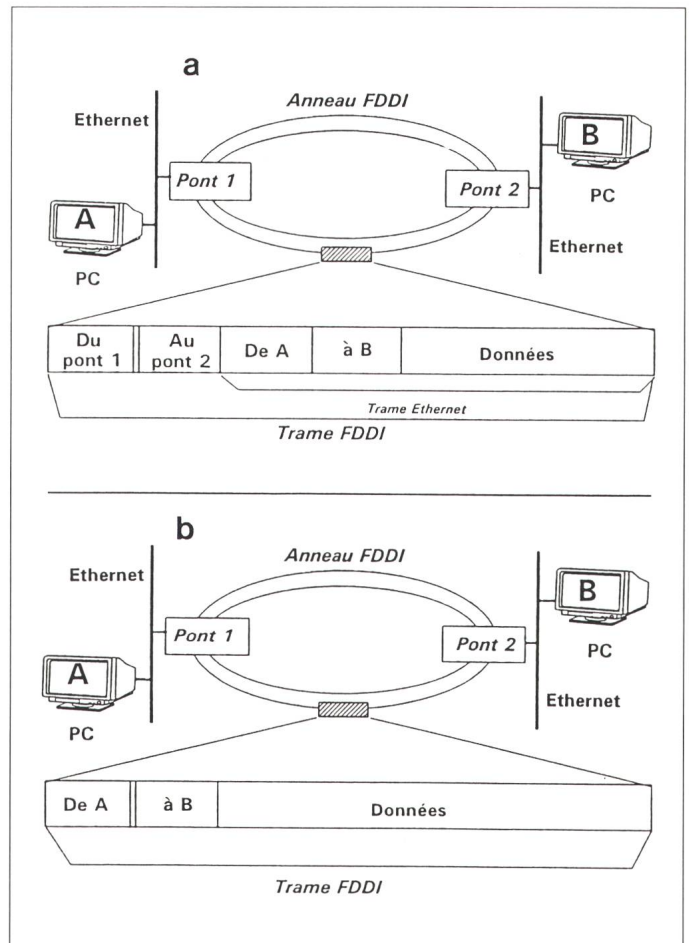 a
Anneau FDDI
Ethernet
B
Pont 1
Pont 2
A
PC
Ethernet
PC
Du pont 1
Au pont 2
De A
à B
Données
Trame Ethernet
Trame FDDI
b
Anneau FDDI
Ethernet
B
Pont 1
Pont 2
PC
A
Ethernet
PC
De A
à B
Données
Trame FDDI